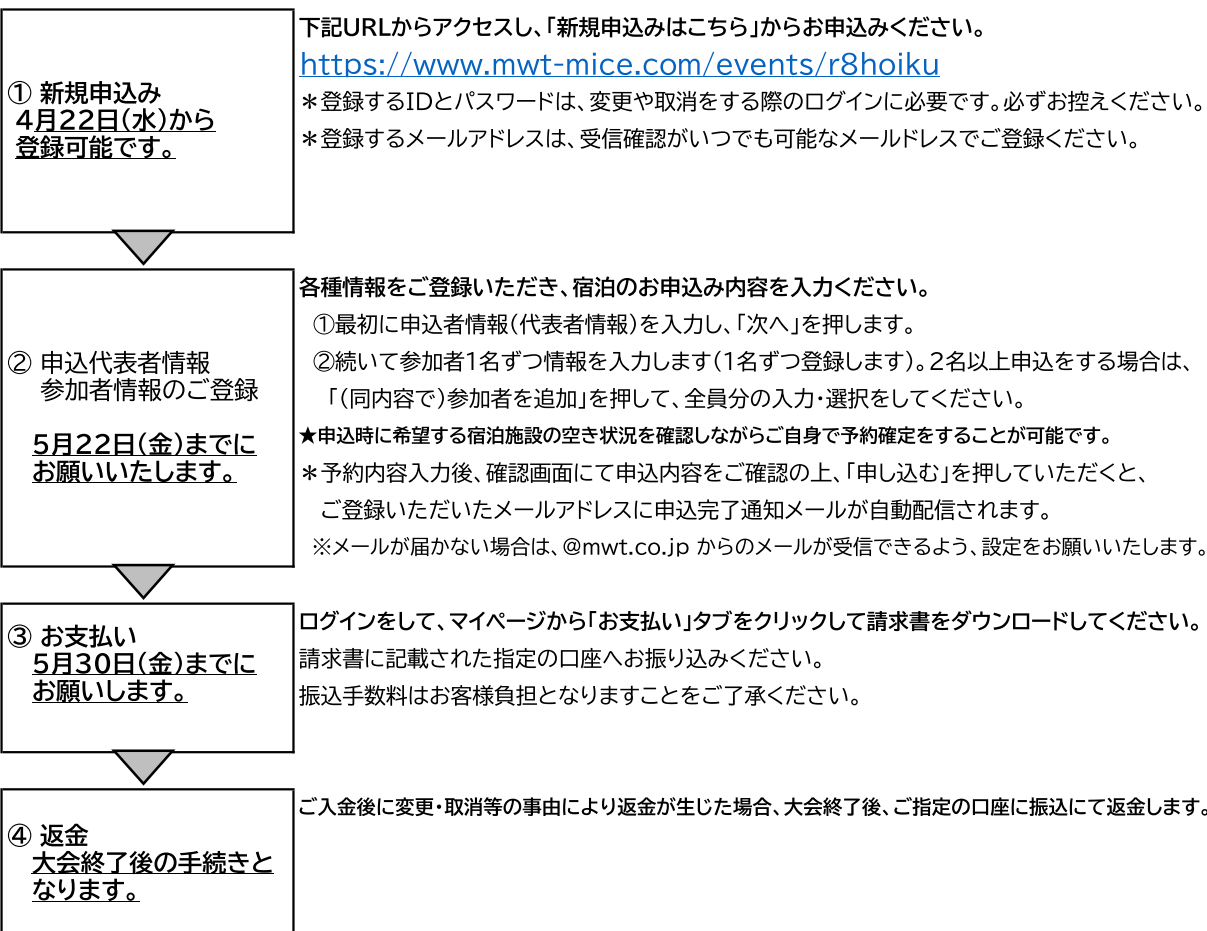 ① 新規申込み
4月22日(水)から
登録可能です。
下記URLからアクセスし、「新規申込みはこちら」からお申込みください。
https://www.mwt-mice.com/events/r8hoiku
＊登録するIDとパスワードは、変更や取消をする際のログインに必要です。必ずお控えください。
＊登録するメールアドレスは、受信確認がいつでも可能なメールドレスでご登録ください。
② 申込代表者情報
参加者情報のご登録
5月22日(金)までに
お願いいたします。
各種情報をご登録いただき、宿泊のお申込み内容を入力ください。
①最初に申込者情報(代表者情報)を入力し、「次へ」を押します。
②続いて参加者1名ずつ情報を入力します(1名ずつ登録します)。2名以上申込をする場合は、
「(同内容で)参加者を追加」を押して、全員分の入力・選択をしてください。
★申込時に希望する宿泊施設の空き状況を確認しながらご自身で予約確定をすることが可能です。
＊予約内容入力後、確認画面にて申込内容をご確認の上、「申し込む」を押していただくと、
ご登録いただいたメールアドレスに申込完了通知メールが自動配信されます。
※メールが届かない場合は、@mwt.co.jp からのメールが受信できるよう、設定をお願いいたします。
③ お支払い
5月30日(金)までに
お願いします。
ログインをして、マイページから「お支払い」タブをクリックして請求書をダウンロードしてください。
請求書に記載された指定の口座へお振り込みください。
振込手数料はお客様負担となりますことをご了承ください。
④ 返金
大会終了後の手続きと
なります。
ご入金後に変更・取消等の事由により返金が生じた場合、大会終了後、ご指定の口座に振込にて返金します。